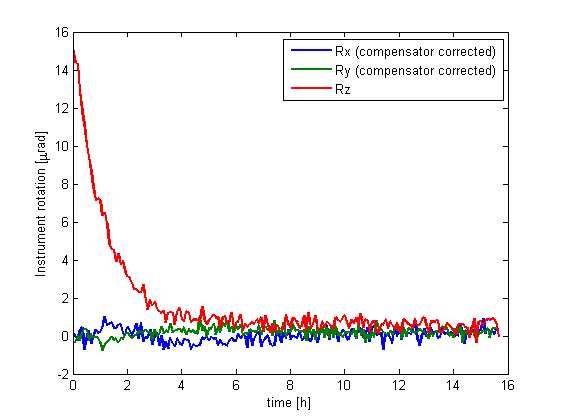 Rx (compensator corrected)
Ry (compensator corrected)
Rz
Instrument rotation [μrad]
16
14
12
10
8
6
4
2
0
-2
0 2 4 6 8 10 12 14 16
time [h]